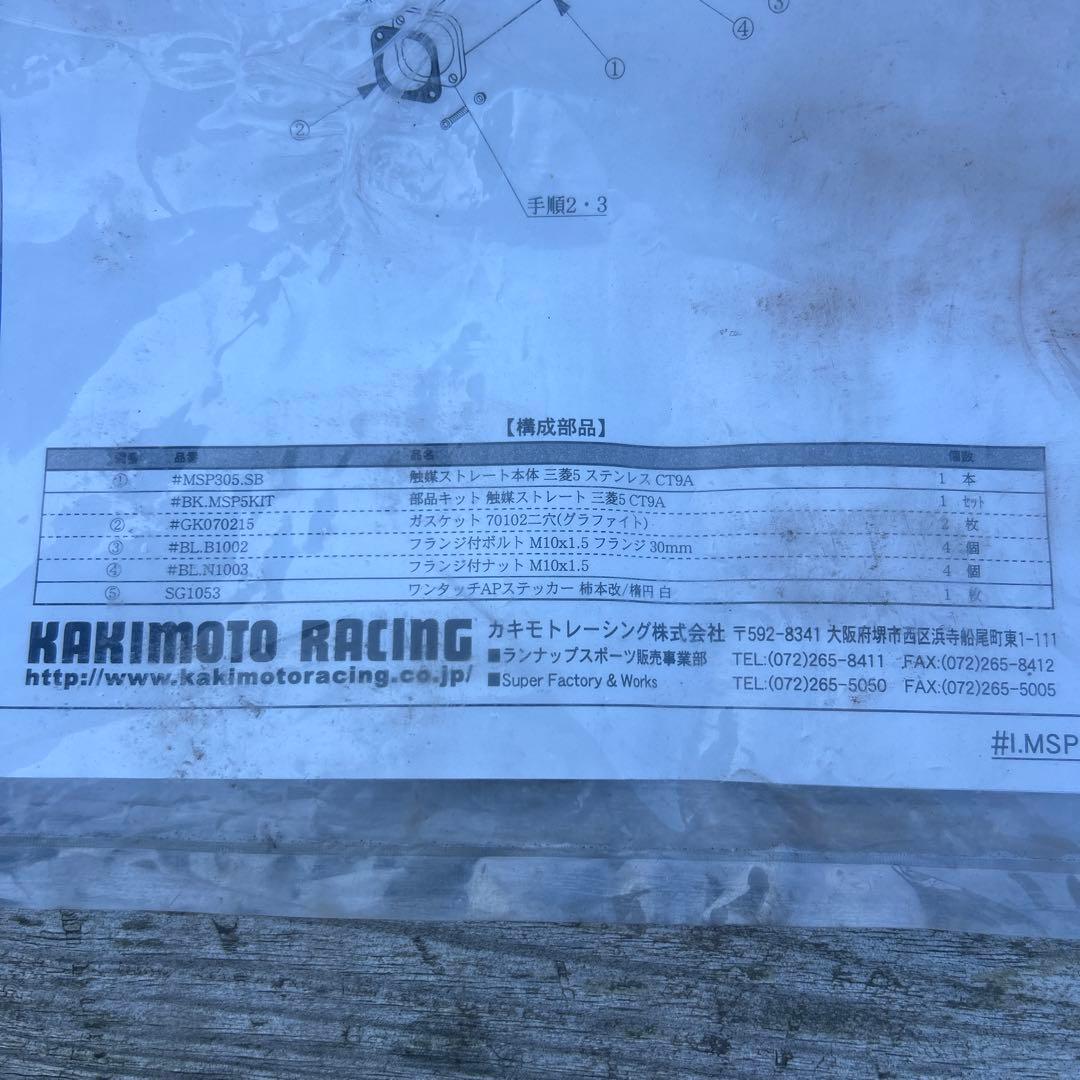 ③
④
①
②
手順2・3
【構成部品】
図番 品番 品名 個数
① #MSP305.SB 触媒ストレート本体 三菱5 ステンレス CT9A 1 本
#BK.MSP5KIT 部品キット 触媒ストレート 三菱5 CT9A 1 ｾｯﾄ
② #GK070215 ガスケット 70102二穴(グラファイト) 2 枚
③ #BL.B1002 フランジ付ボルト M10x1.5 フランジ30mm 4 個
④ #BL.N1003 フランジ付ナット M10x1.5 4 個
⑤ SG1053 ワンタッチAPステッカー 柿本改/楕円 白 1 枚
KAKIMOTO RACING カキモトレーシング株式会社 〒592-8341 大阪府堺市西区浜寺船尾町東1-111
■ランナップスポーツ販売事業部 TEL:(072)265-8411 FAX:(072)265-8412
http://www.kakimotoracing.co.jp/ ■Super Factory & Works TEL:(072)265-5050 FAX:(072)265-5005
#I.MSP